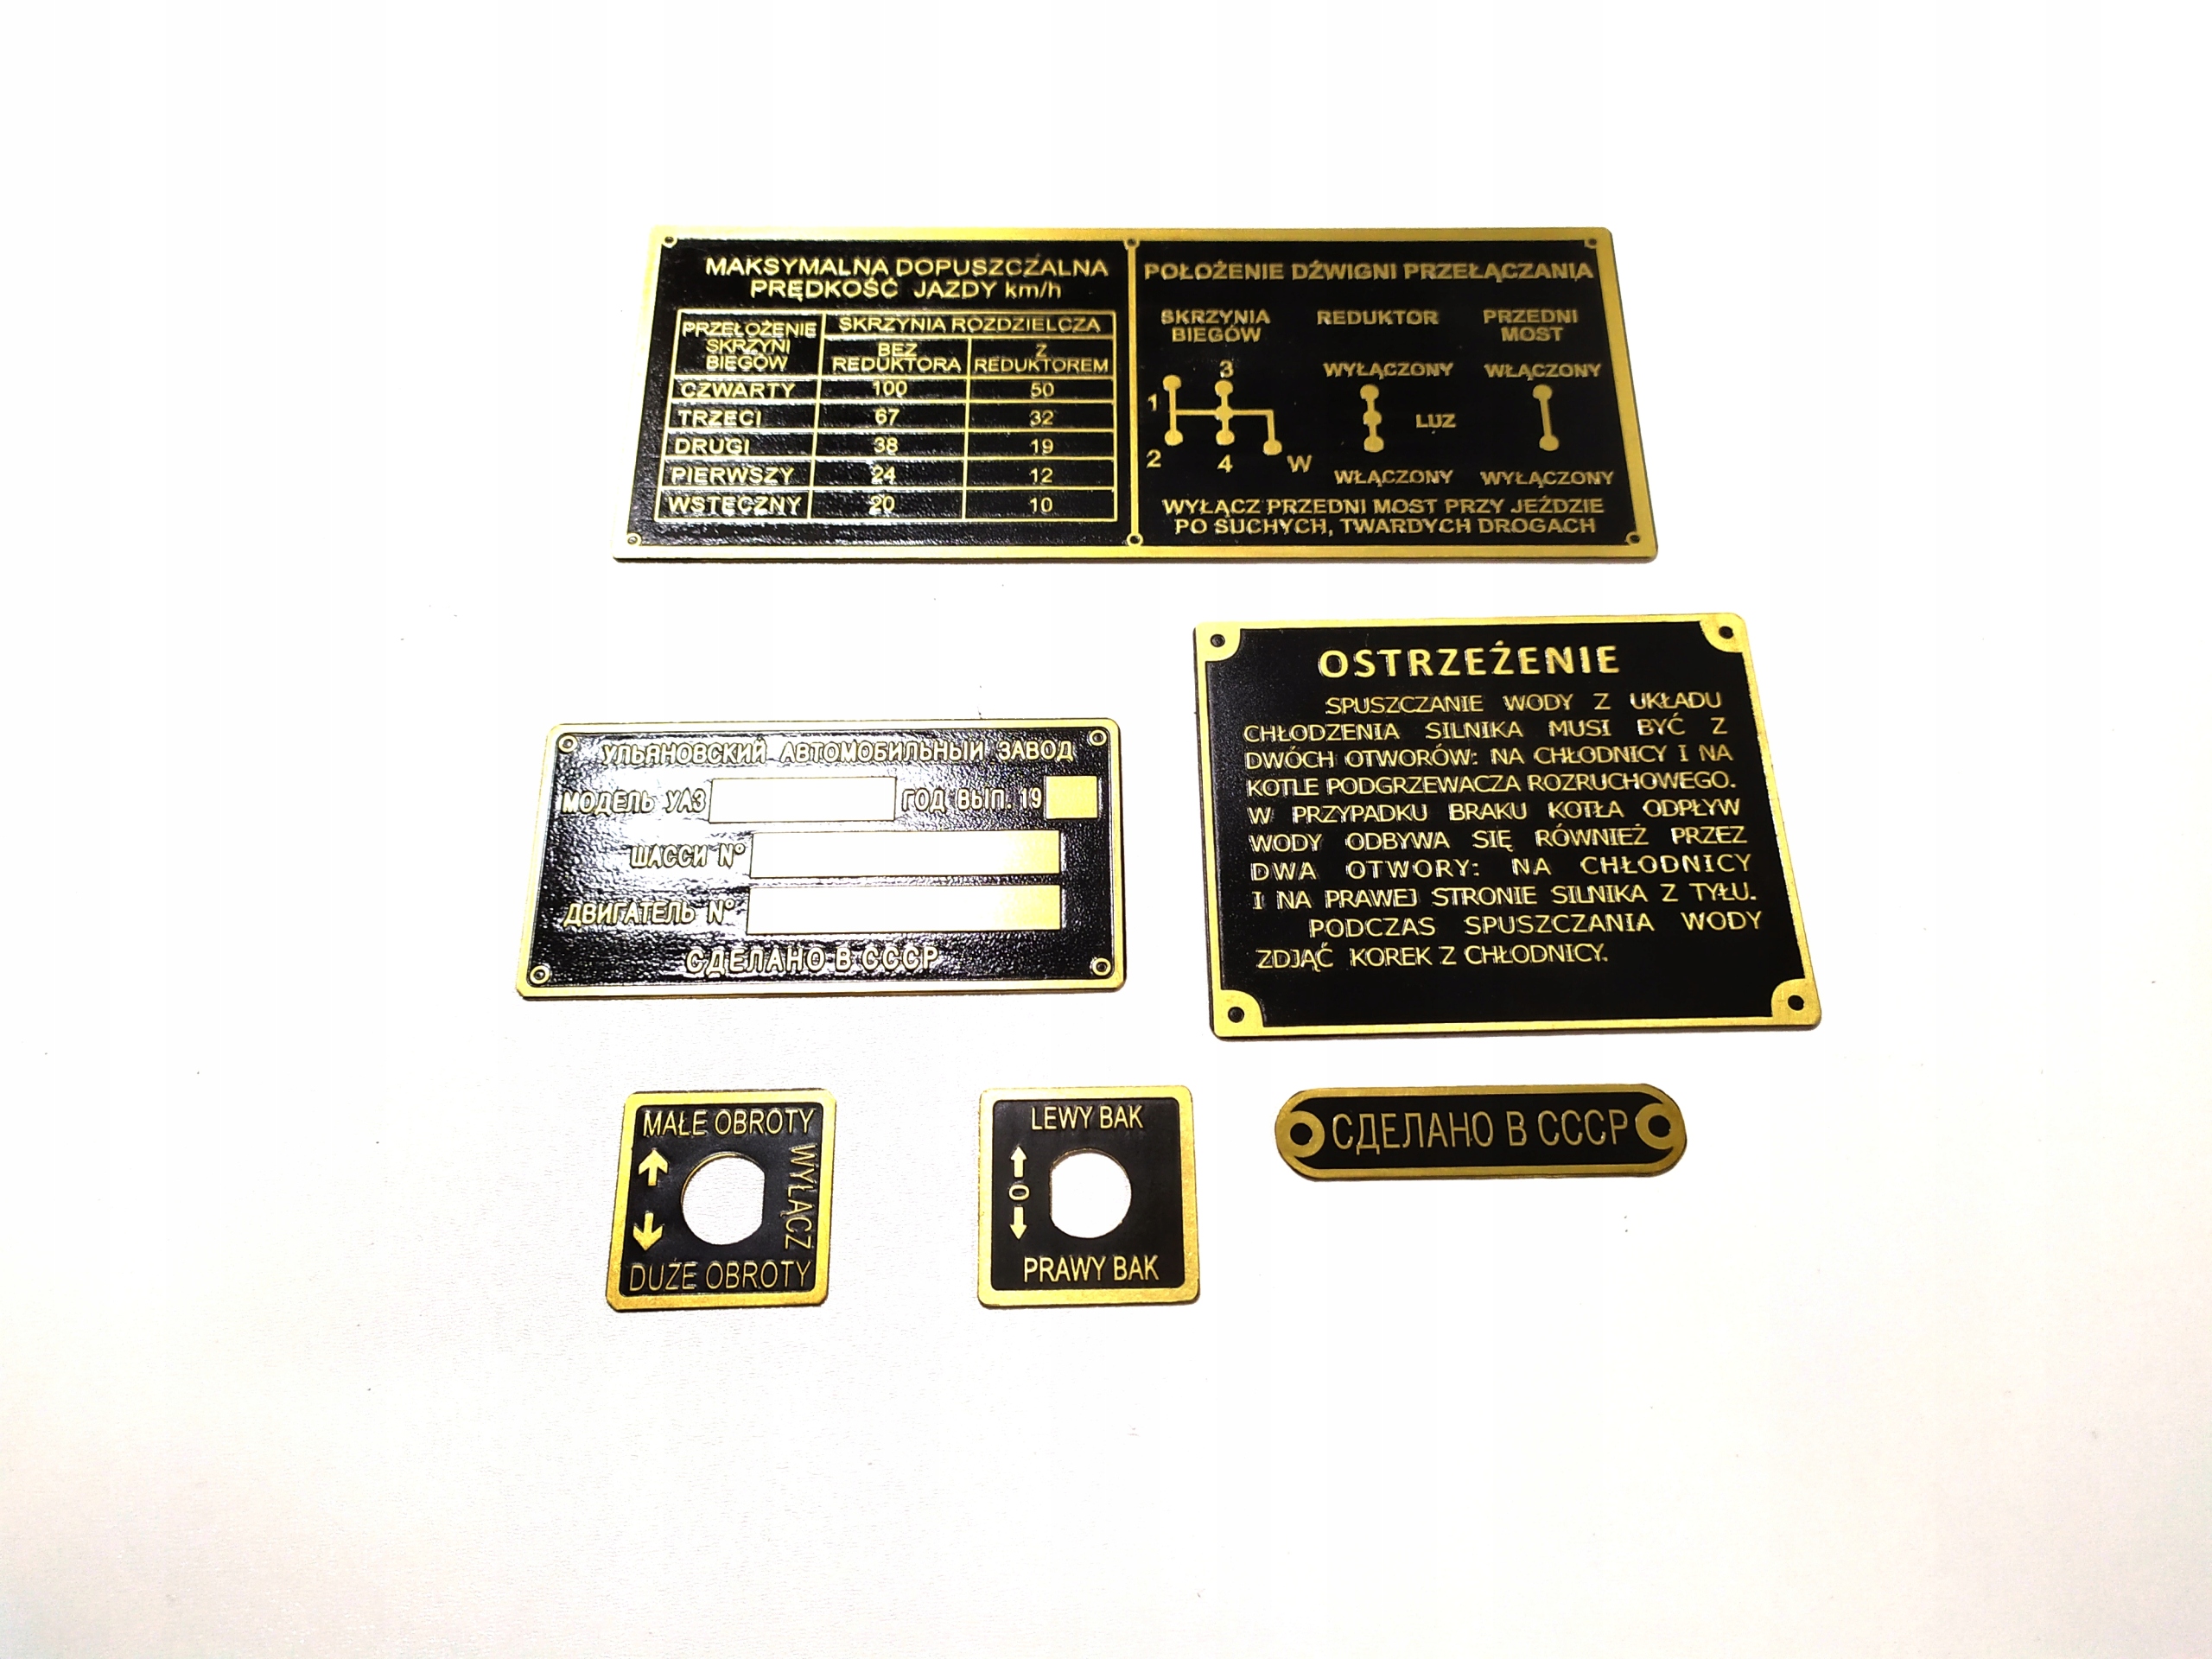 MAKSYMALNA DOPUSZCZALNA
PRĘDKOŚĆ JAZDY km/h
PRZEŁOŻENIE
SKRZYNI
BIEGÓW
SKRZYNIA ROZDZIELCZA
BEZ
REDUKTORA
Z
REDUKTOREM
CZWARTY 100 50
TRZECI 67 32
DRUGI 38 19
PIERWSZY 24 12
WSTECZNY 20 10
POŁOŻENIE DŹWIGNI PRZEŁĄCZANIA
SKRZYNIA
BIEGÓW
REDUKTOR
PRZEDNI
MOST
3
1
2
4
W
WYŁĄCZONY
LUZ
WŁĄCZONY
WŁĄCZONY
WYŁĄCZONY
WYŁĄCZ PRZEDNI MOST PRZY JEŹDZIE
PO SUCHYCH, TWARDYCH DROGACH
УЛЬЯНОВСКИЙ АВТОМОБИЛЬНЫЙ ЗАВОД
МОДЕЛЬ УАЗ ГОД ВЫП. 19
ШАССИ №
ДВИГАТЕЛЬ №
СДЕЛАНО В СССР
OSTRZEŻENIE
SPUSZCZANIE WODY Z UKŁADU
CHŁODZENIA SILNIKA MUSI BYĆ Z
DWÓCH OTWORÓW: NA CHŁODNICY I NA
KOTLE PODGRZEWACZA ROZRUCHOWEGO.
W PRZYPADKU BRAKU KOTŁA ODPŁYW
WODY ODBYWA SIĘ RÓWNIEŻ PRZEZ
DWA OTWORY: NA CHŁODNICY
I NA PRAWEJ STRONIE SILNIKA Z TYŁU.
PODCZAS SPUSZCZANIA WODY
ZDJĄĆ KOREK Z CHŁODNICY.
MAŁE OBROTY
WYŁĄCZ
DUŻE OBROTY
LEWY BAK
0
PRAWY BAK
СДЕЛАНО В СССР